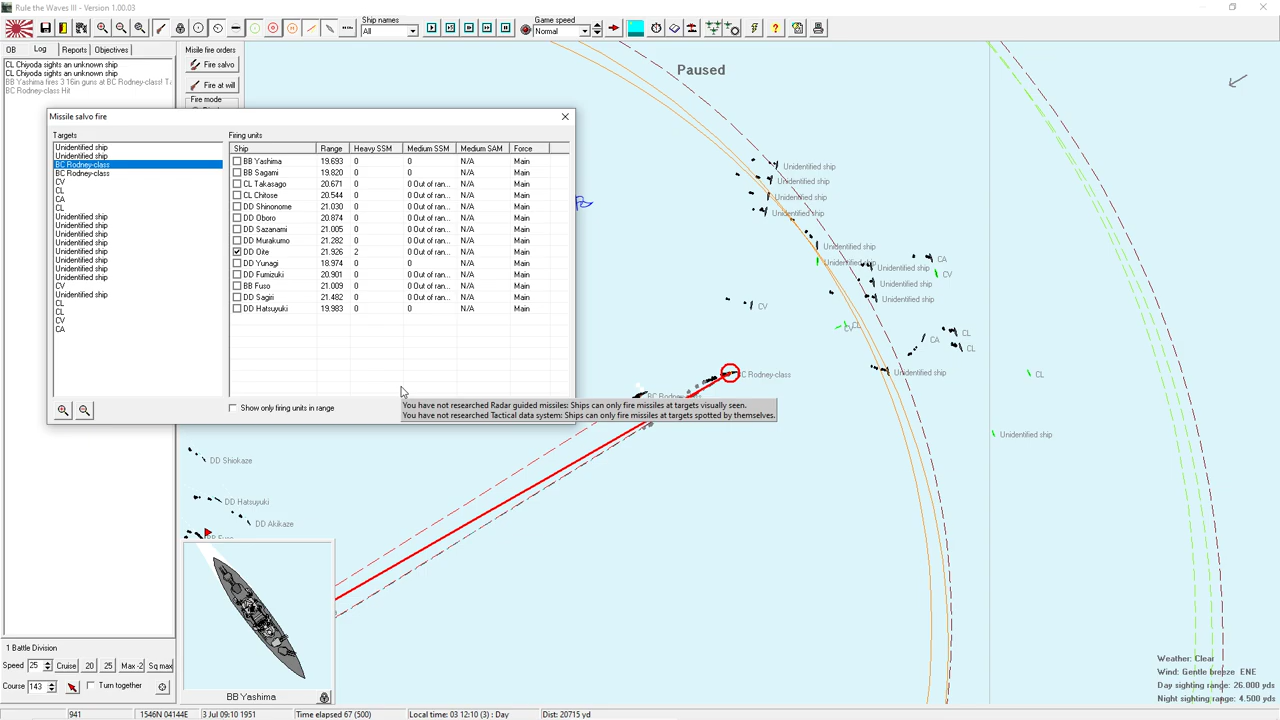 Rule the Waves III - Version 1.00.03
Ship names
All
Game speed
Normal
OB Log Reports Objectives
CL Chiyoda sights an unknown ship
CL Chiyoda sights an unknown ship
BB Yashima fires 3 16in guns at BC Rodney-class!
BC Rodney-class Hit
Missile fire orders
Fire salvo
Fire at will
Fire mode
Paused
Missile salvo fire
Targets
Unidentified ship
Unidentified ship
BC Rodney-class
BC Rodney-class
CV
CL
CA
CL
Unidentified ship
Unidentified ship
Unidentified ship
Unidentified ship
Unidentified ship
Unidentified ship
Unidentified ship
Unidentified ship
CV
Unidentified ship
CL
CL
CV
CA
Firing units
Ship Range Heavy SSM Medium SSM Medium SAM Force
BB Yashima 19.693 0 0 N/A Main
BB Sagami 19.820 0 0 N/A Main
CL Takasago 20.671 0 0 Out of ran... N/A Main
CL Chitose 20.544 0 0 Out of ran... N/A Main
DD Shinonome 21.030 0 0 Out of ran... N/A Main
DD Oboro 20.874 0 0 Out of ran... N/A Main
DD Sazanami 21.005 0 0 Out of ran... N/A Main
DD Murakumo 21.282 0 0 Out of ran... N/A Main
DD Oite 21.926 2 0 Out of ran... N/A Main
DD Yunagi 18.974 0 0 N/A Main
DD Fumizuki 20.901 0 0 Out of ran... N/A Main
BB Fuso 21.009 0 0 Out of ran... N/A Main
DD Sagiri 21.482 0 0 Out of ran... N/A Main
DD Hatsuyuki 19.983 0 0 N/A Main
Show only firing units in range
You have not researched Radar guided missiles: Ships can only fire missiles at targets visually seen.
You have not researched Tactical data system: Ships can only fire missiles at targets spotted by themselves.
Unidentified ship
Unidentified ship
Unidentified ship
Unidentified ship
Unidentified ship
Unidentified ship
CA
Unidentified ship
CV
Unidentified ship
Unidentified ship
CV
CV
CL
CL
CA
CL
Unidentified ship
BC Rodney-class
CL
BC Rodney-class
Unidentified ship
DD Shiokaze
DD Hatsuyuki
DD Akikaze
BB Fuso
BB Yashima
1 Battle Division
Speed 25 Cruise 20 25 Max -2 Sq max
Course 143 Turn together
Weather: Clear
Wind: Gentle breeze ENE
Day sighting range: 26.000 yds
Night sighting range: 4.500 yds
941 1546N 04144E 3 Jul 09:10 1951 Time elapsed 67 (500) Local time: 03 12:10 (3) : Day Dist: 20715 yd